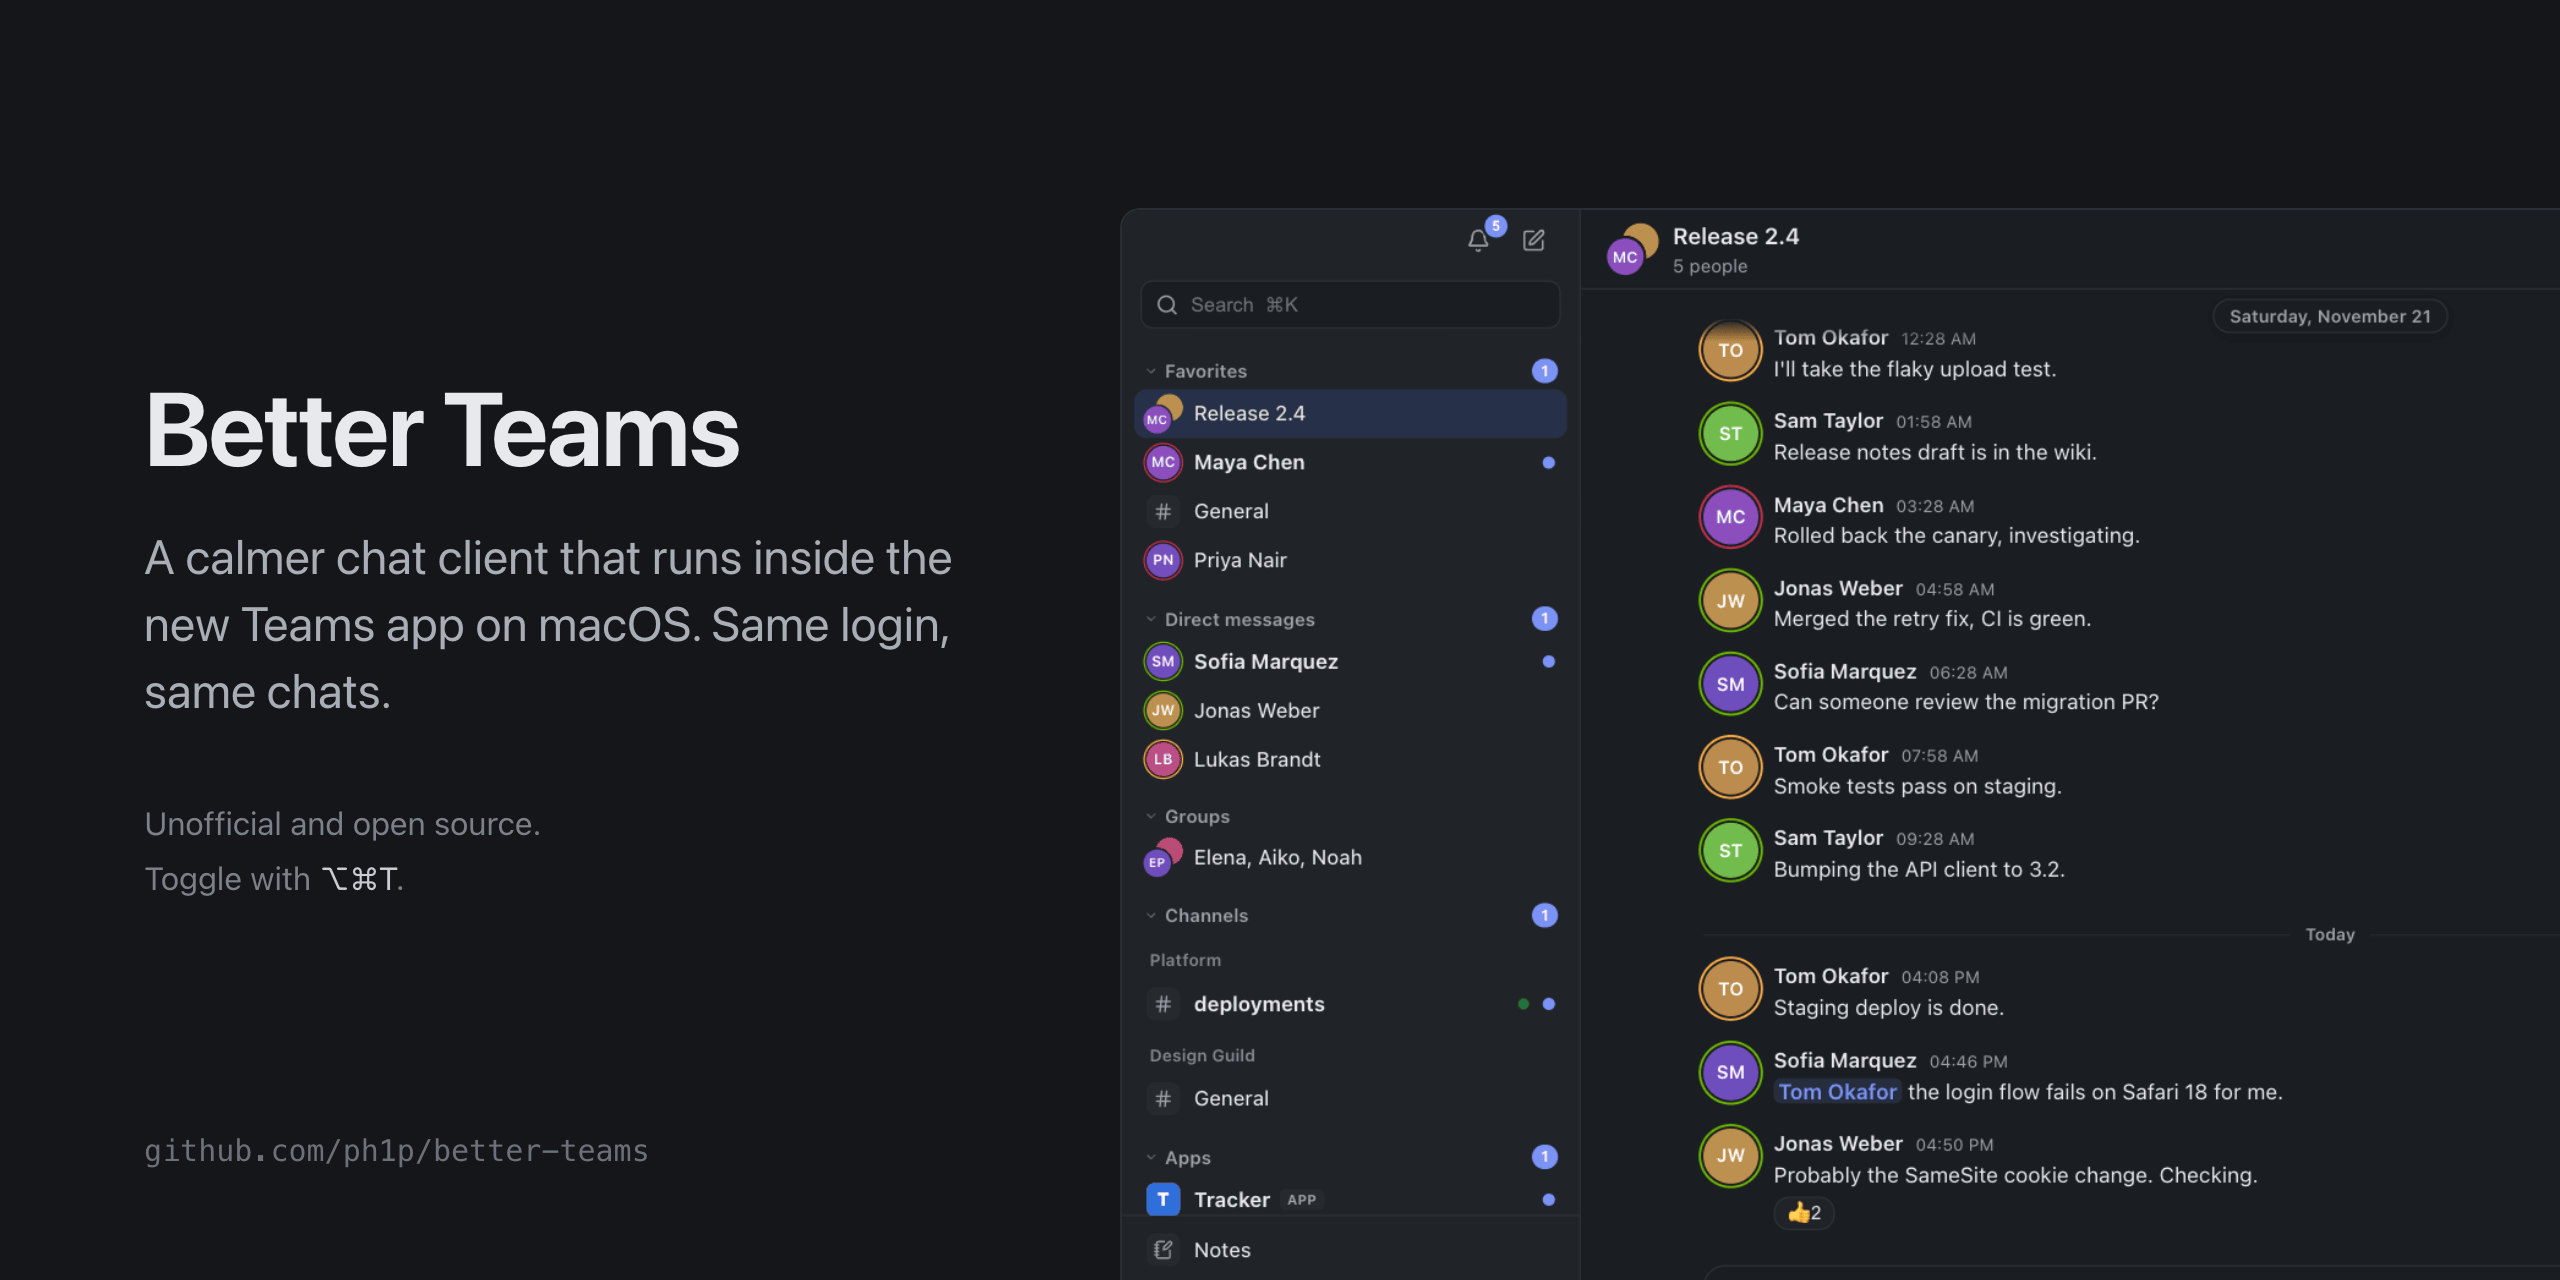 Better Teams
A calmer chat client that runs inside the
new Teams app on macOS. Same login,
same chats.
Unofficial and open source.
Toggle with ⌥⌘T.
github.com/ph1p/better-teams
5
Search ⌘K
Favorites 1
MC Release 2.4
MC Maya Chen
# General
PN Priya Nair
Direct messages 1
SM Sofia Marquez
JW Jonas Weber
LB Lukas Brandt
Groups
EP Elena, Aiko, Noah
Channels 1
Platform
# deployments
Design Guild
# General
Apps 1
T Tracker APP
Notes
MC Release 2.4
5 people
Saturday, November 21
TO Tom Okafor 12:28 AM
I'll take the flaky upload test.
ST Sam Taylor 01:58 AM
Release notes draft is in the wiki.
MC Maya Chen 03:28 AM
Rolled back the canary, investigating.
JW Jonas Weber 04:58 AM
Merged the retry fix, CI is green.
SM Sofia Marquez 06:28 AM
Can someone review the migration PR?
TO Tom Okafor 07:58 AM
Smoke tests pass on staging.
ST Sam Taylor 09:28 AM
Bumping the API client to 3.2.
Today
TO Tom Okafor 04:08 PM
Staging deploy is done.
SM Sofia Marquez 04:46 PM
Tom Okafor the login flow fails on Safari 18 for me.
JW Jonas Weber 04:50 PM
Probably the SameSite cookie change. Checking.
👍2